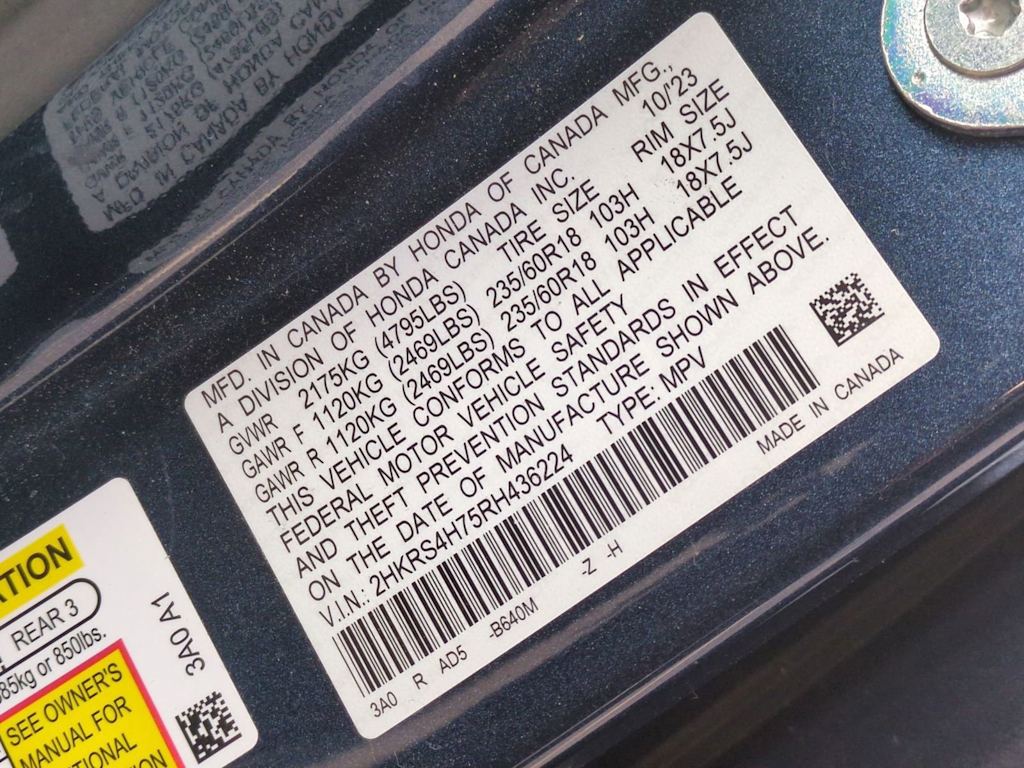 MFD. IN CANADA BY HONDA OF CANADA MFG.,
A DIVISION OF HONDA CANADA INC. 10/'23
GVWR 2175KG (4795LBS) TIRE SIZE RIM SIZE
GAWR F 1120KG (2469LBS) 235/60R18 103H 18X7.5J
GAWR R 1120KG (2469LBS) 235/60R18 103H 18X7.5J
THIS VEHICLE CONFORMS TO ALL APPLICABLE
FEDERAL MOTOR VEHICLE SAFETY
AND THEFT PREVENTION STANDARDS IN EFFECT
ON THE DATE OF MANUFACTURE SHOWN ABOVE.
V.I.N.: 2HKRS4H75RH436224 TYPE: MPV
3A0 R AD5 -B640M -Z -H MADE IN CANADA
REAR 3
85kg or 850lbs.
3A0 A1
SEE OWNER'S
MANUAL FOR